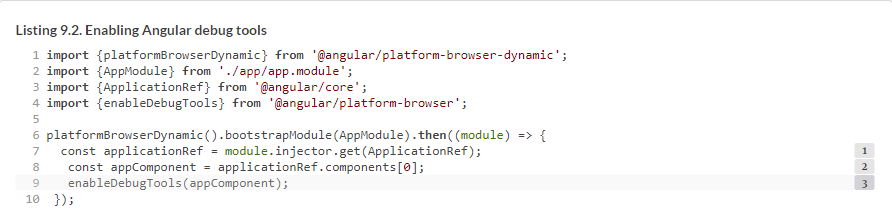 Listing 9.2. Enabling Angular debug tools
1 import {platformBrowserDynamic} from '@angular/platform-browser-dynamic';
2 import {AppModule} from './app/app.module';
3 import {ApplicationRef} from '@angular/core';
4 import {enableDebugTools} from '@angular/platform-browser';
5
6 platformBrowserDynamic().bootstrapModule(AppModule).then((module) => {
7   const applicationRef = module.injector.get(ApplicationRef); 1
8    const appComponent = applicationRef.components[0]; 2
9    enableDebugTools(appComponent); 3
10  });